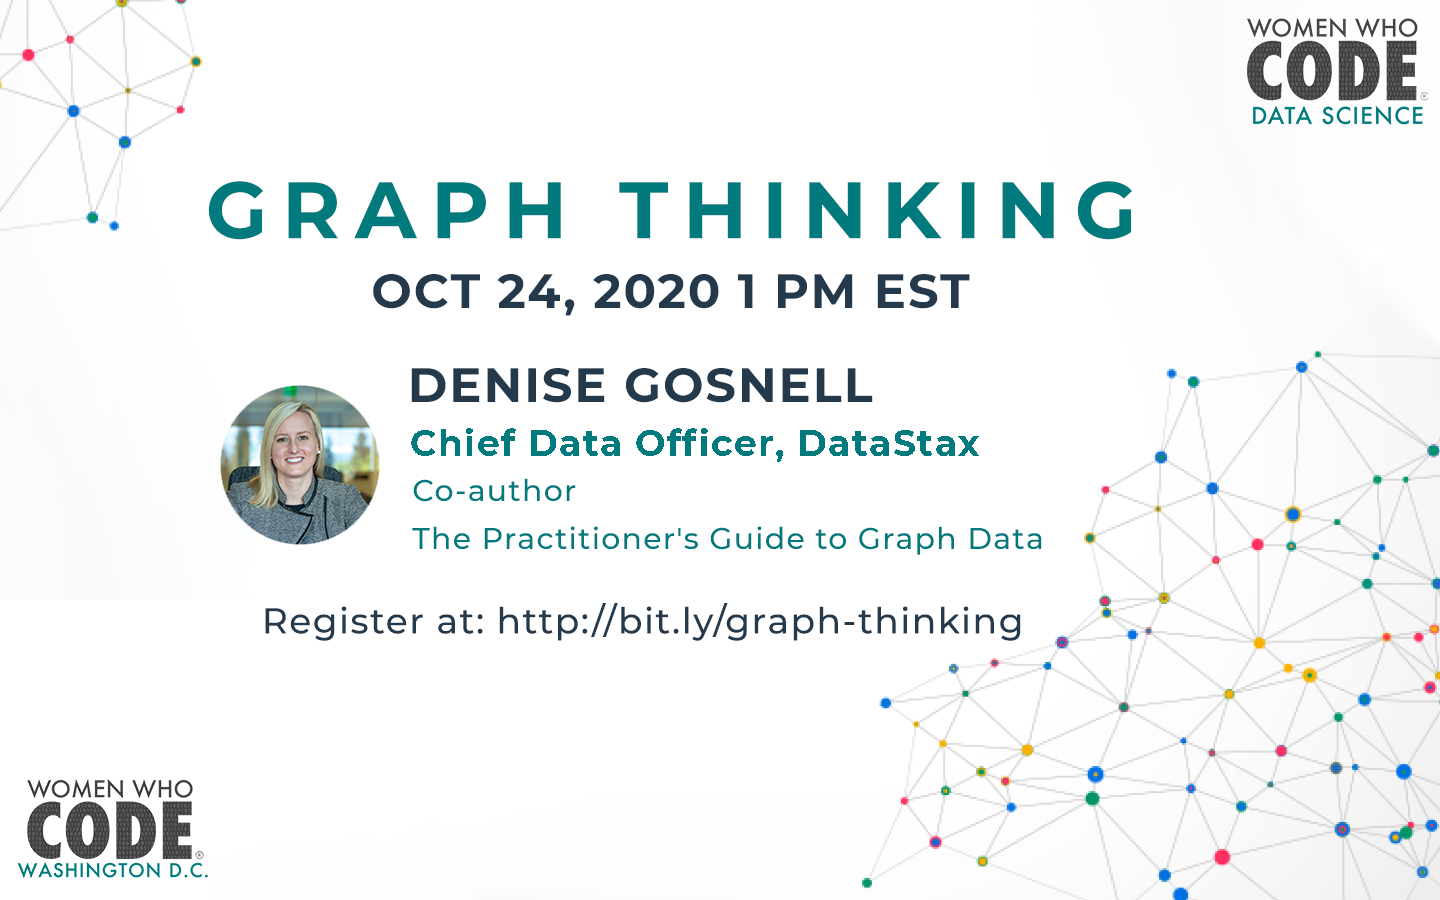 WOMEN WHO
CODE®
DATA SCIENCE
GRAPH THINKING
OCT 24, 2020 1 PM EST
DENISE GOSNELL
Chief Data Officer, DataStax
Co-author
The Practitioner's Guide to Graph Data
Register at: http://bit.ly/graph-thinking
WOMEN WHO
CODE®
WASHINGTON D.C.